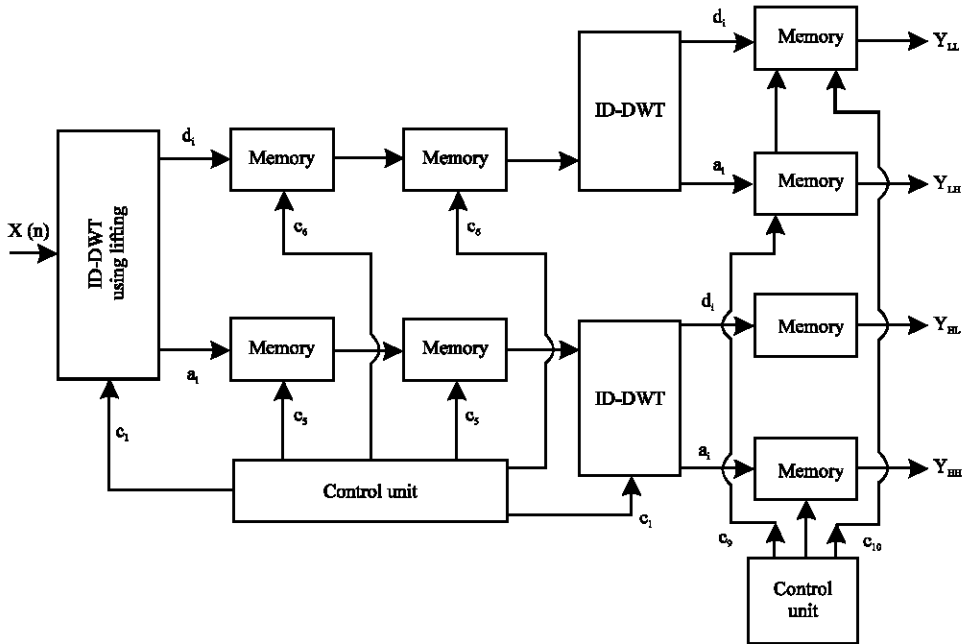 d_i
Memory
Y_LL
ID-DWT
d_i
Memory
Memory
a_i
Memory
Y_LH
X (n)
ID-DWT
using lifting
c_6
c_6
d_i
Memory
Y_HL
Memory
Memory
a_i
ID-DWT
c_1
c_5
c_5
a_i
Memory
Y_HH
Control unit
c_1
c_9
c_10
Control
unit